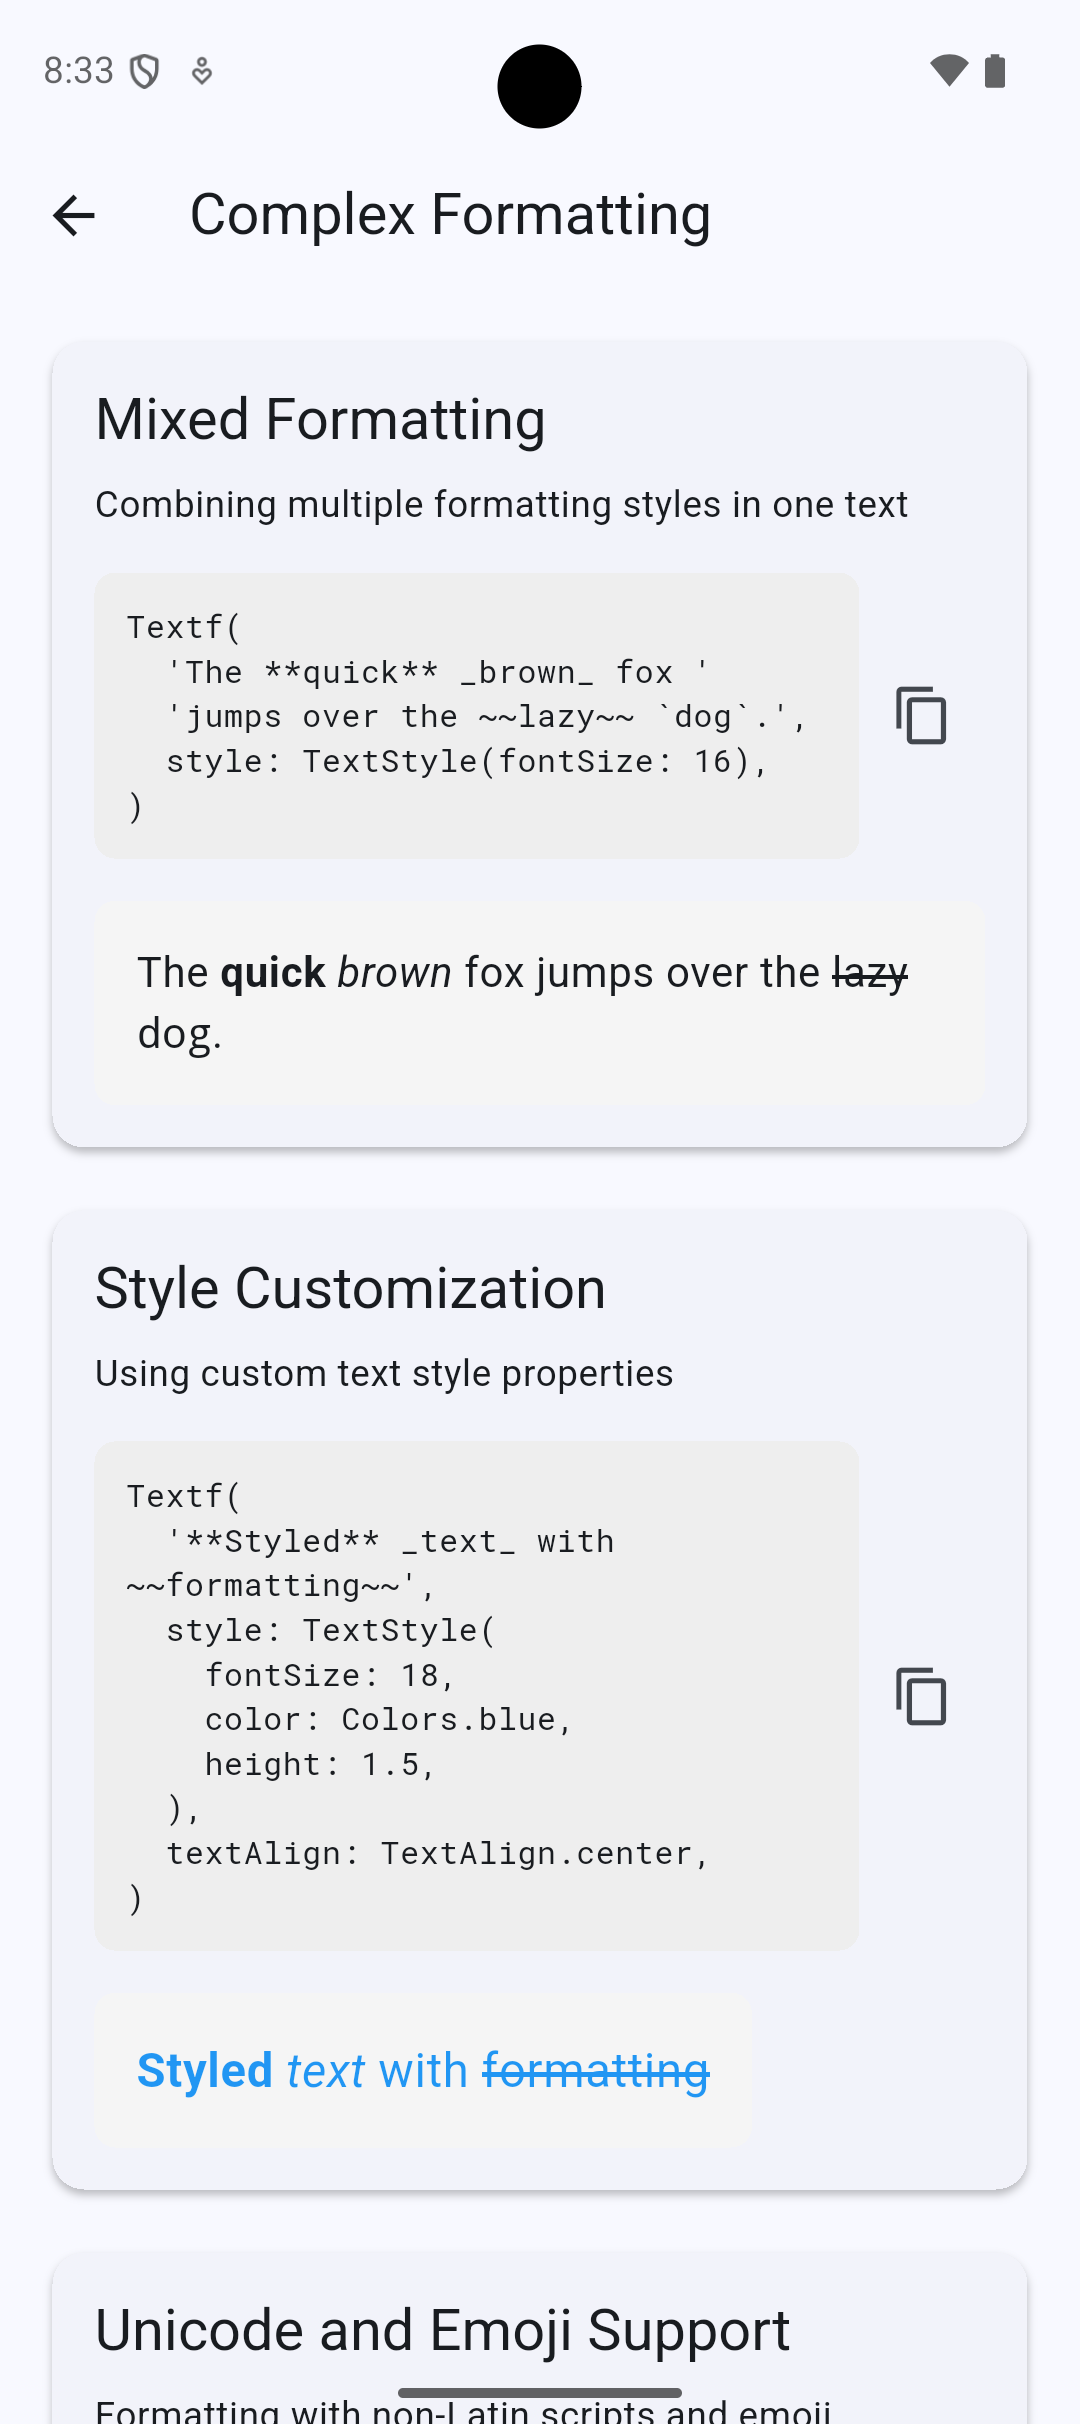 8:33
Complex Formatting
Mixed Formatting
Combining multiple formatting styles in one text
Textf(
  'The **quick** _brown_ fox '
  'jumps over the ~~lazy~~ `dog`.',
  style: TextStyle(fontSize: 16),
)
The quick brown fox jumps over the lazy
dog.
Style Customization
Using custom text style properties
Textf(
  '**Styled** _text_ with
~~formatting~~',
  style: TextStyle(
    fontSize: 18,
    color: Colors.blue,
    height: 1.5,
  ),
  textAlign: TextAlign.center,
)
Styled text with formatting
Unicode and Emoji Support
Formatting with non-Latin scripts and emoji